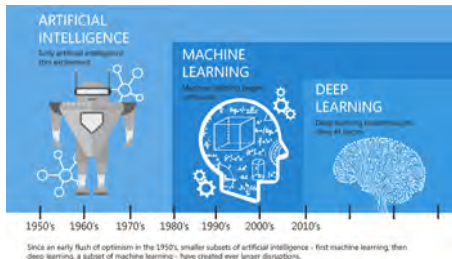 ARTIFICIAL
INTELLIGENCE
Early artificial intelligence
stirs excitement
MACHINE
LEARNING
Machine learning begins
DEEP
LEARNING
Deep learning breakthroughs
drive AI boom
1950's 1960's 1970's 1980's 1990's 2000's 2010's
Since an early flush of optimism in the 1950's, smaller subsets of artificial intelligence - first machine learning, then
deep learning, a subset of machine learning - have created ever larger disruptions.